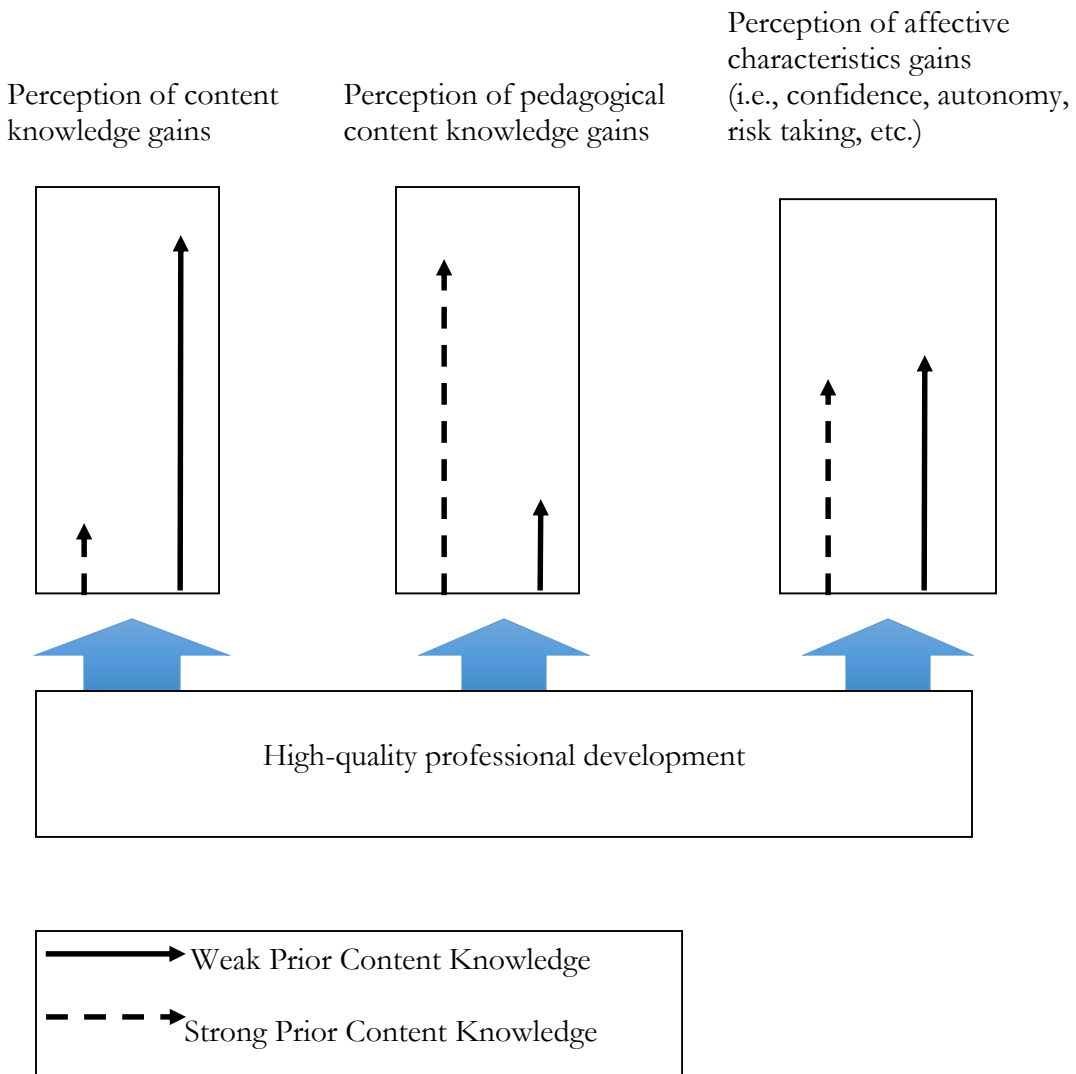 Perception of content
knowledge gains
Perception of pedagogical
content knowledge gains
Perception of affective
characteristics gains
(i.e., confidence, autonomy,
risk taking, etc.)
High-quality professional development
Weak Prior Content Knowledge
Strong Prior Content Knowledge